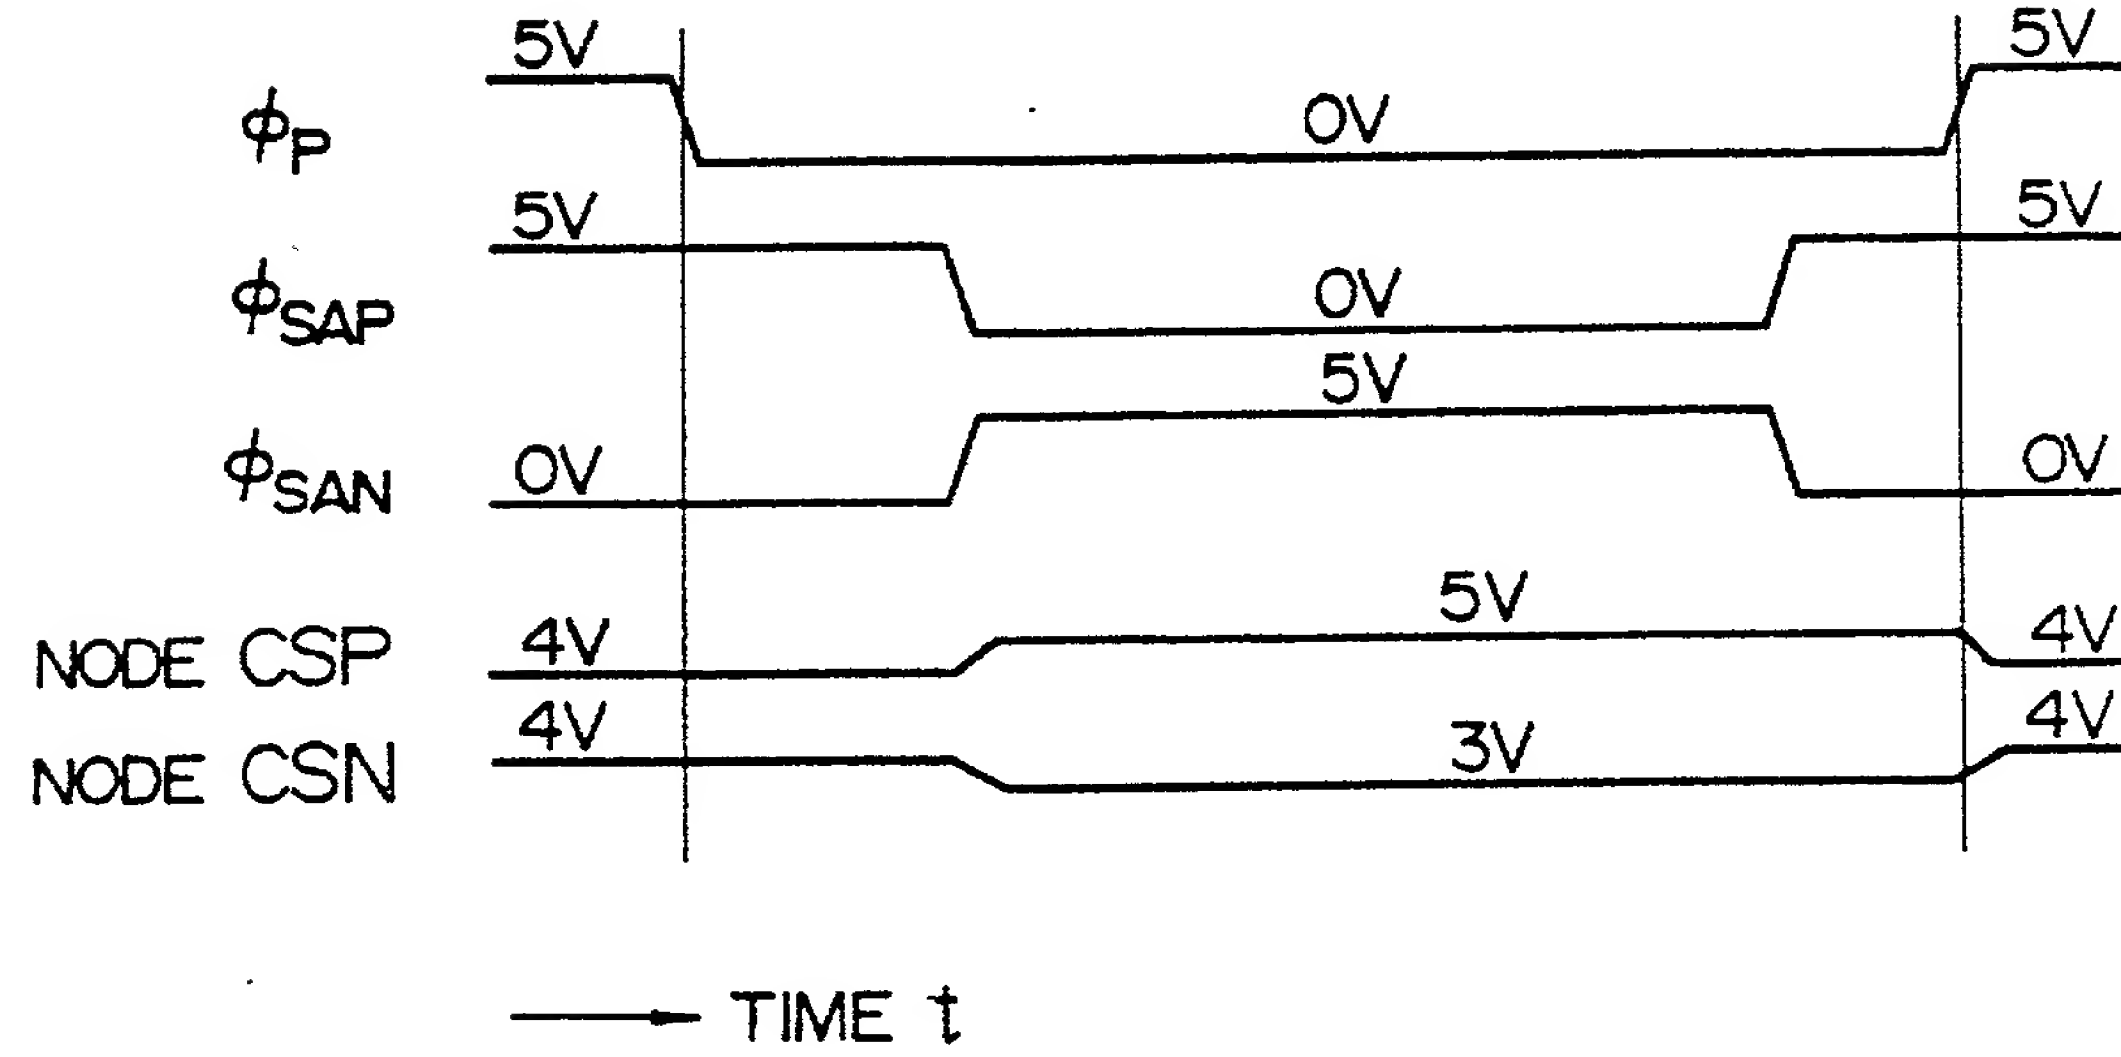 5V 0V 5V
ϕP
5V 0V 5V
ϕSAP
0V 5V 0V
ϕSAN
NODE CSP 4V 5V 4V
NODE CSN 4V 3V 4V
TIME t